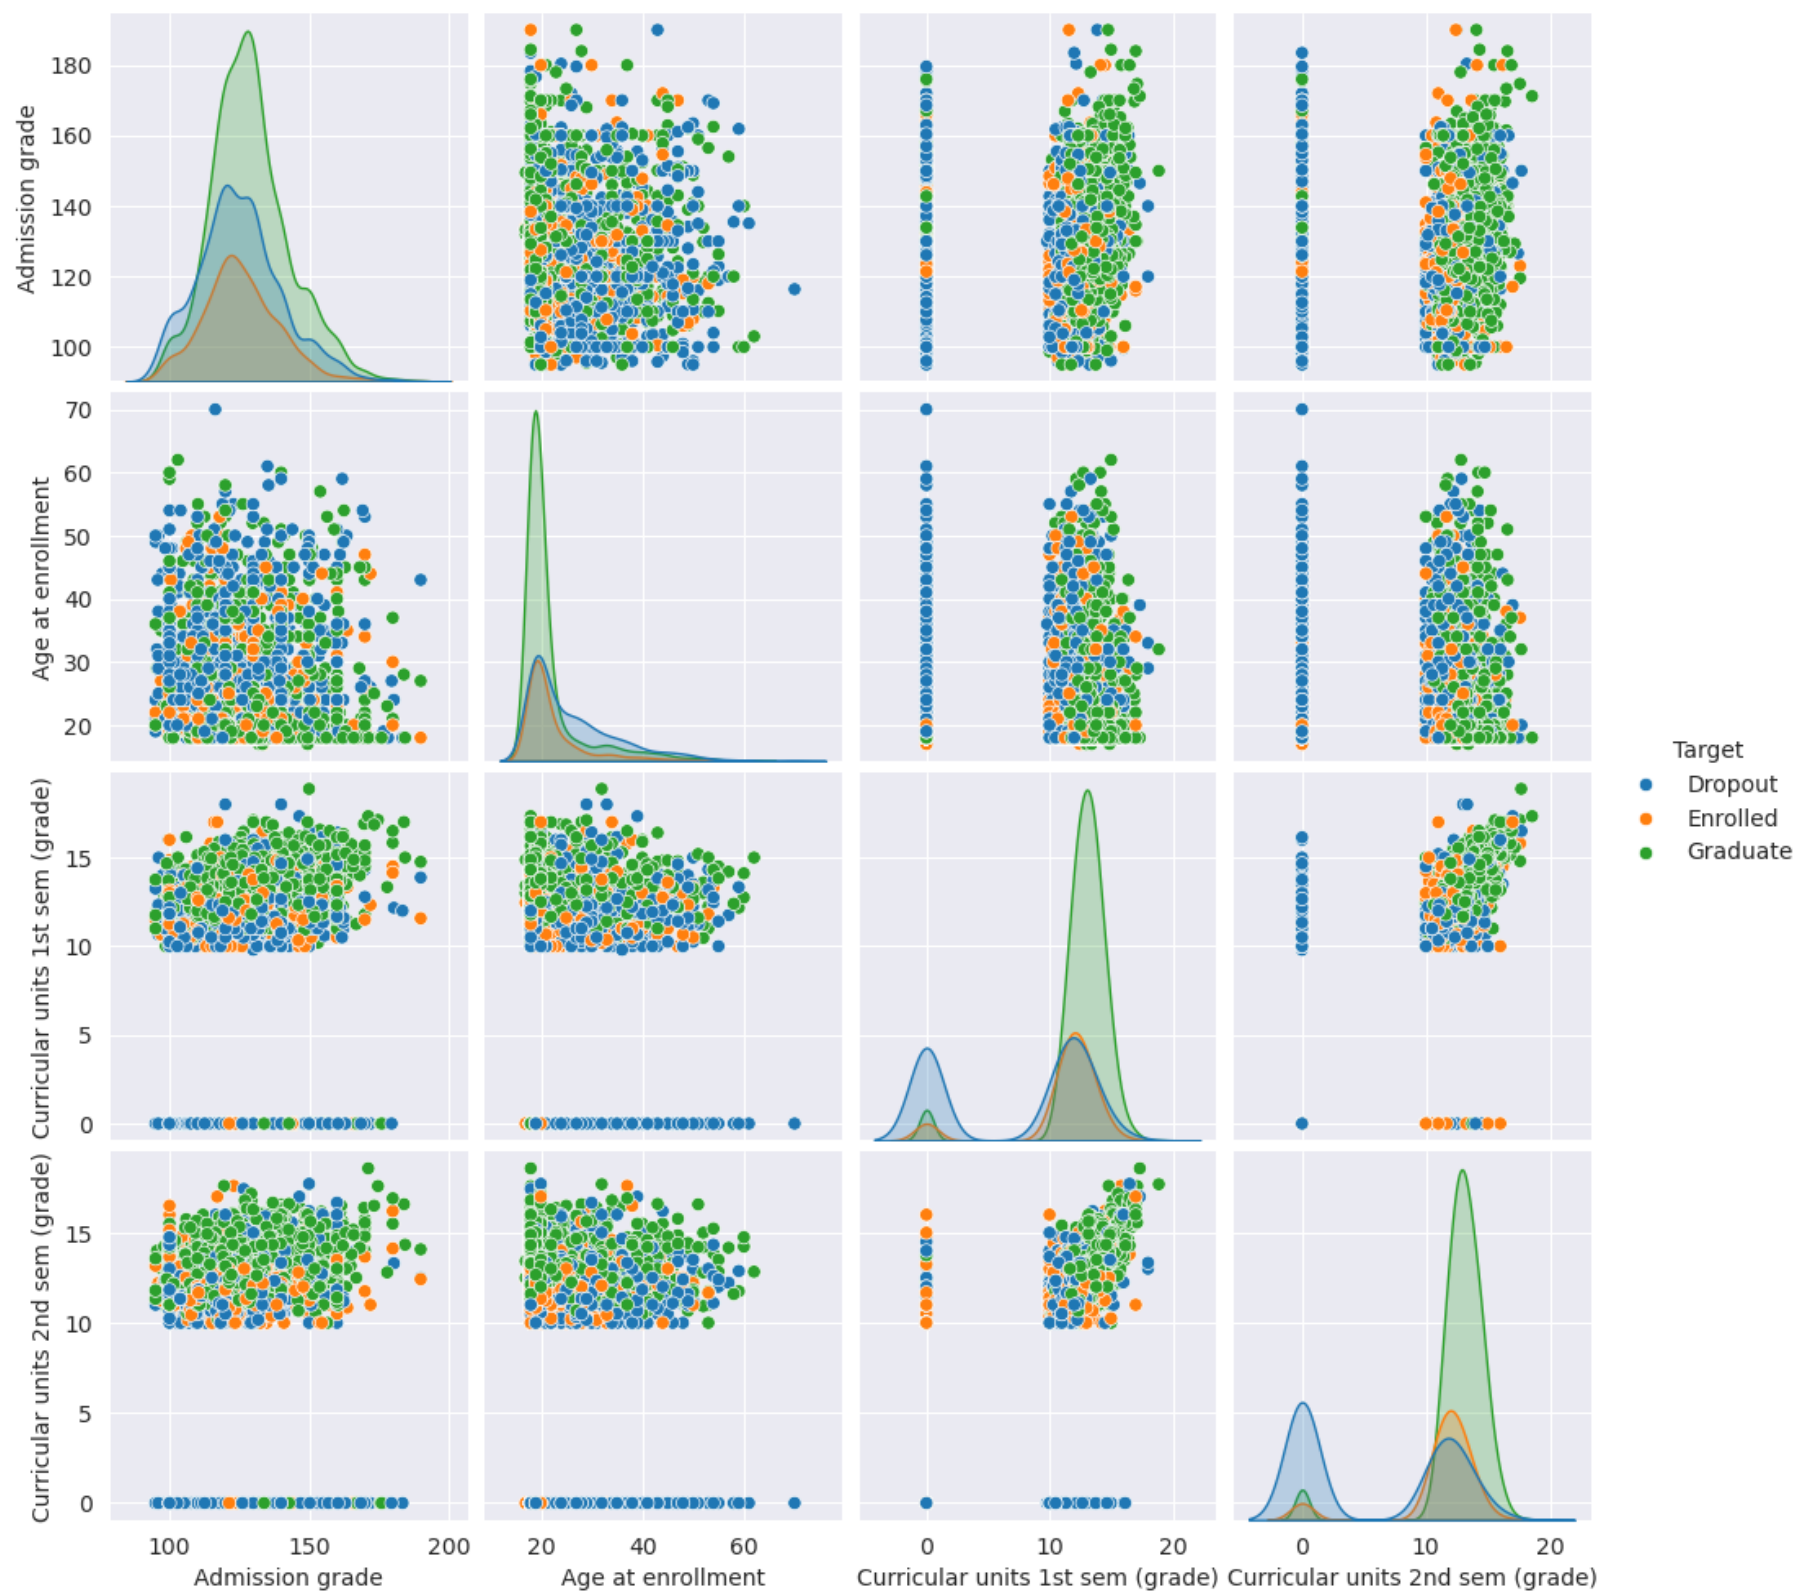 Admission grade
180
160
140
120
100
Age at enrollment
70
60
50
40
30
20
Curricular units 1st sem (grade)
15
10
5
0
Curricular units 2nd sem (grade)
15
10
5
0
100 150 200
Admission grade
20 40 60
Age at enrollment
0 10 20
Curricular units 1st sem (grade)
0 10 20
Curricular units 2nd sem (grade)
Target
Dropout
Enrolled
Graduate